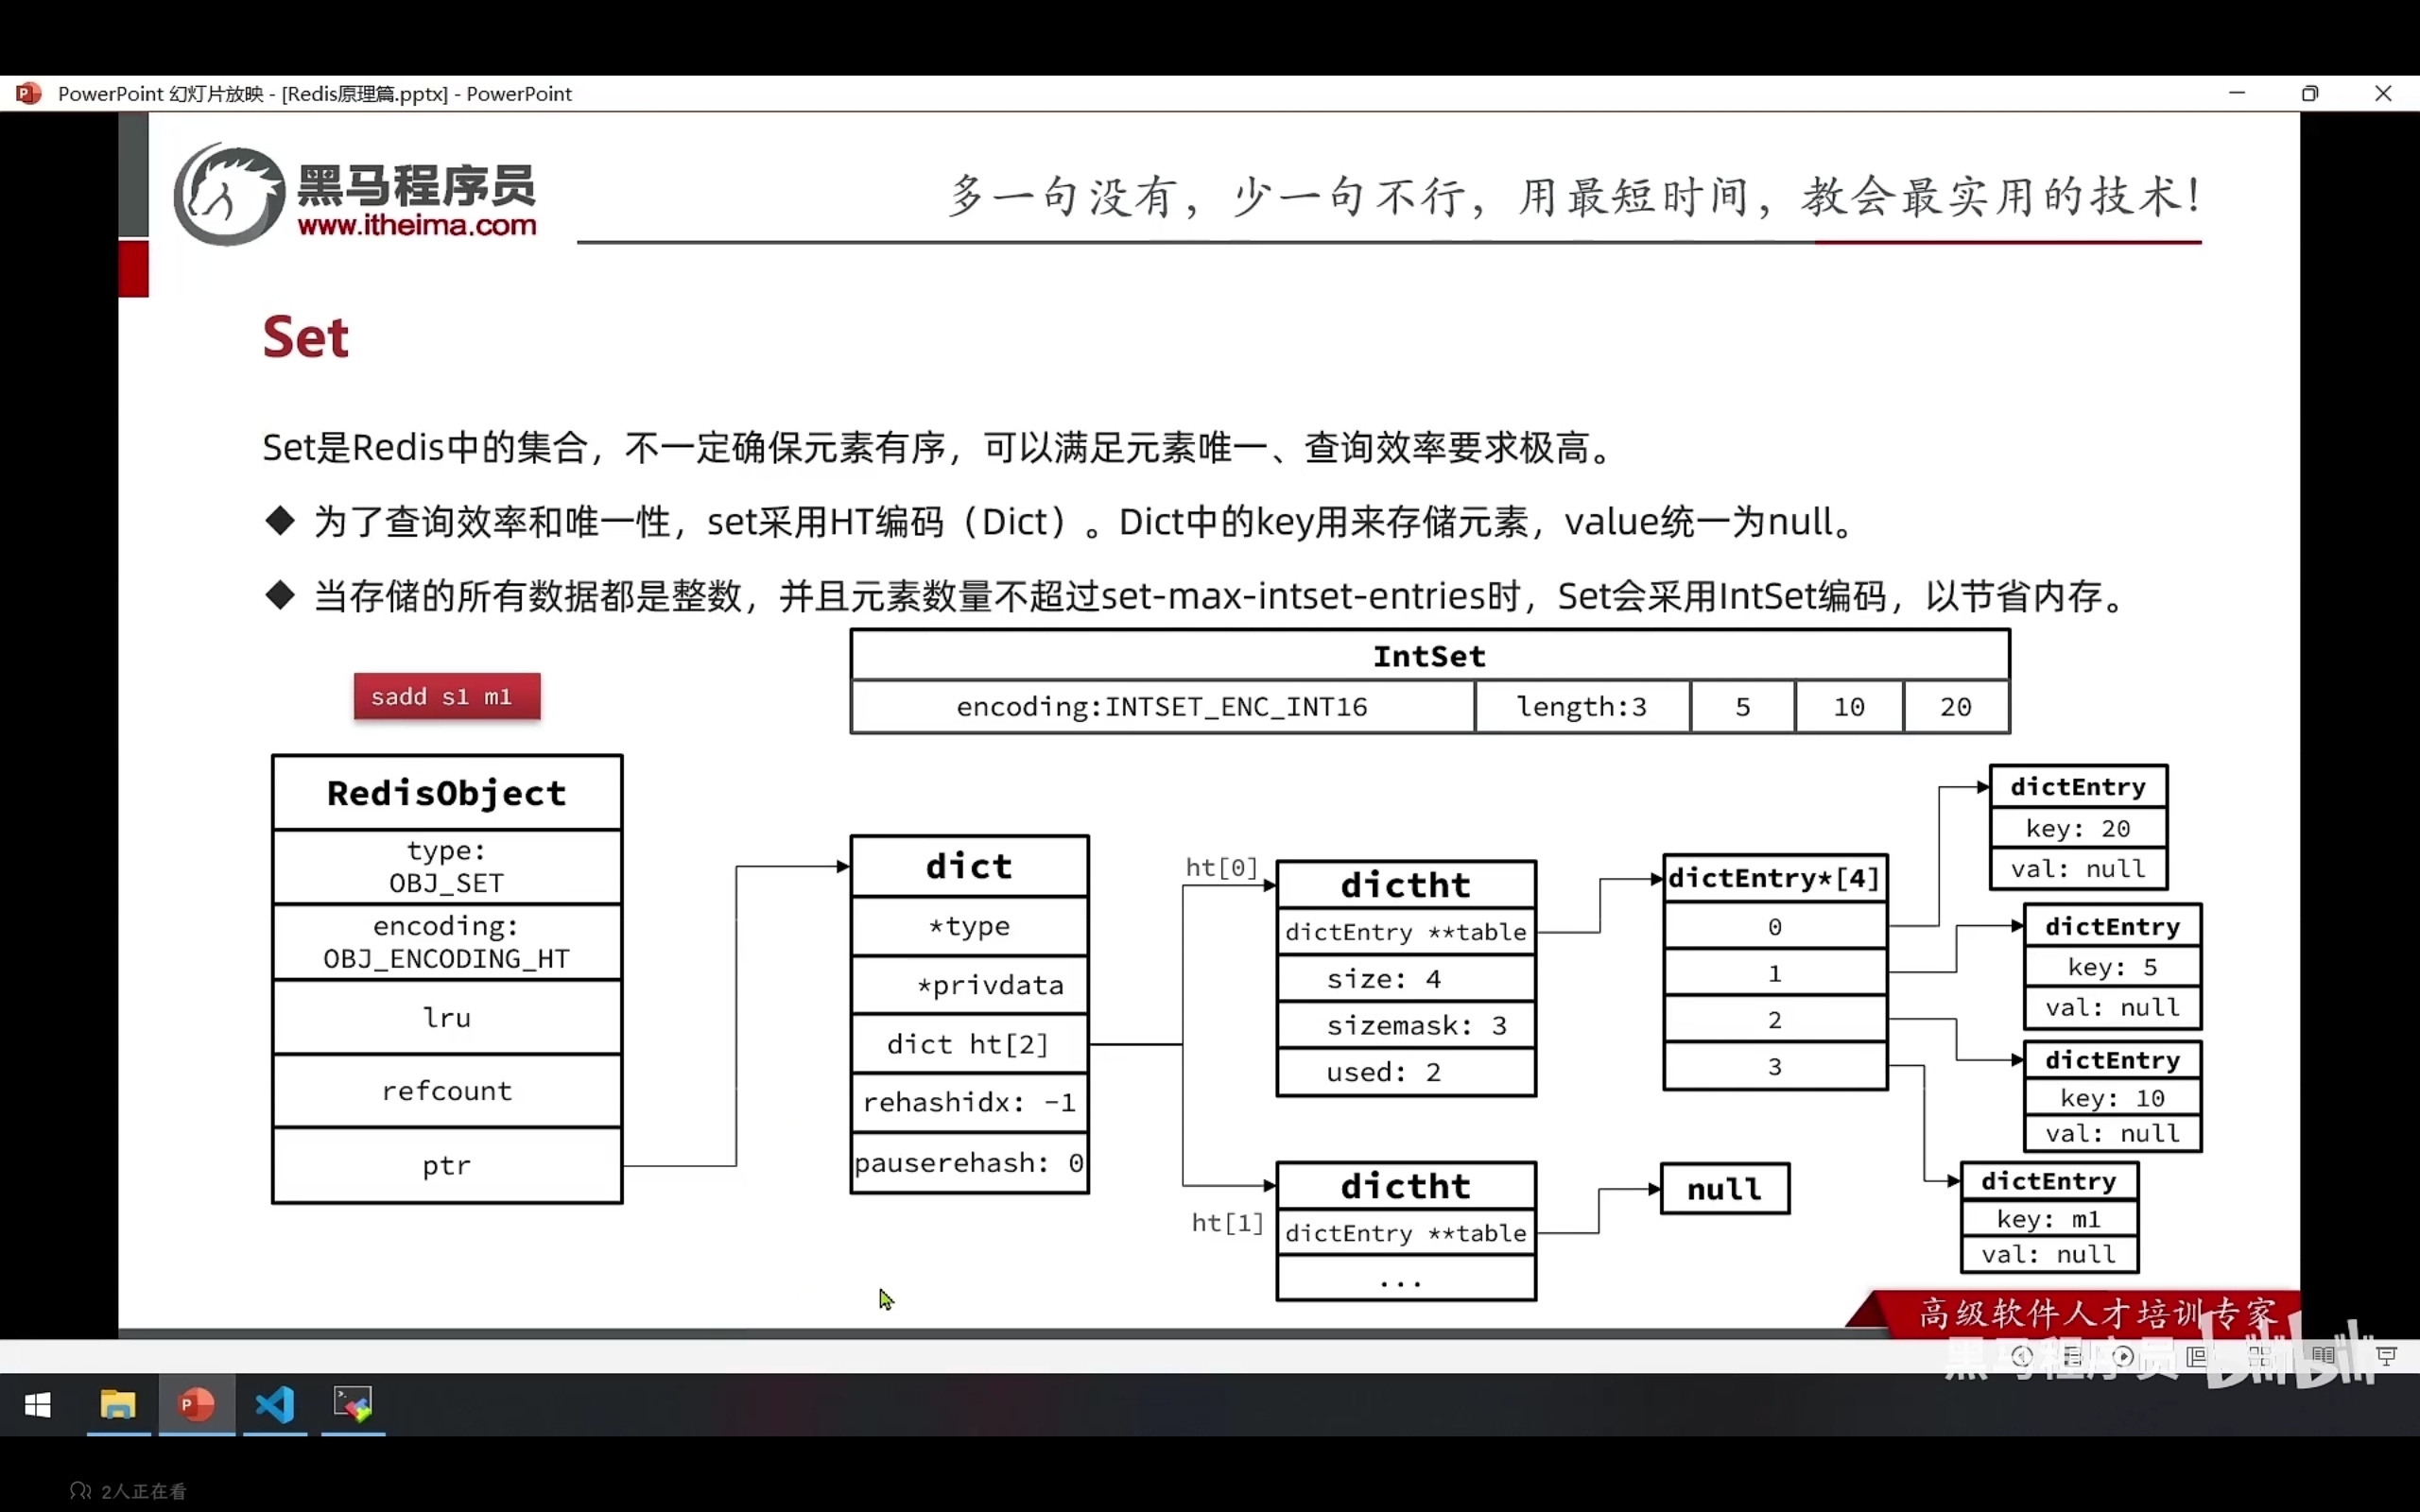 PowerPoint 幻灯片放映 - [Redis原理篇.pptx] - PowerPoint
黑马程序员
www.itheima.com
多一句没有，少一句不行，用最短时间，教会最实用的技术！
Set
Set是Redis中的集合，不一定确保元素有序，可以满足元素唯一、查询效率要求极高。
◆ 为了查询效率和唯一性，set采用HT编码（Dict）。Dict中的key用来存储元素，value统一为null。
◆ 当存储的所有数据都是整数，并且元素数量不超过set-max-intset-entries时，Set会采用IntSet编码，以节省内存。
sadd s1 m1
IntSet
encoding:INTSET_ENC_INT16 length:3 5 10 20
RedisObject
type:
OBJ_SET
encoding:
OBJ_ENCODING_HT
lru
refcount
ptr
dict
*type
*privdata
dict ht[2]
rehashidx: -1
pauserehash: 0
ht[0]
dictht
dictEntry **table
size: 4
sizemask: 3
used: 2
ht[1]
dictht
dictEntry **table
...
dictEntry*[4]
0
1
2
3
null
dictEntry
key: 20
val: null
dictEntry
key: 5
val: null
dictEntry
key: 10
val: null
dictEntry
key: m1
val: null
高级软件人才培训专家
黑马程序员 bilibili
2人正在看